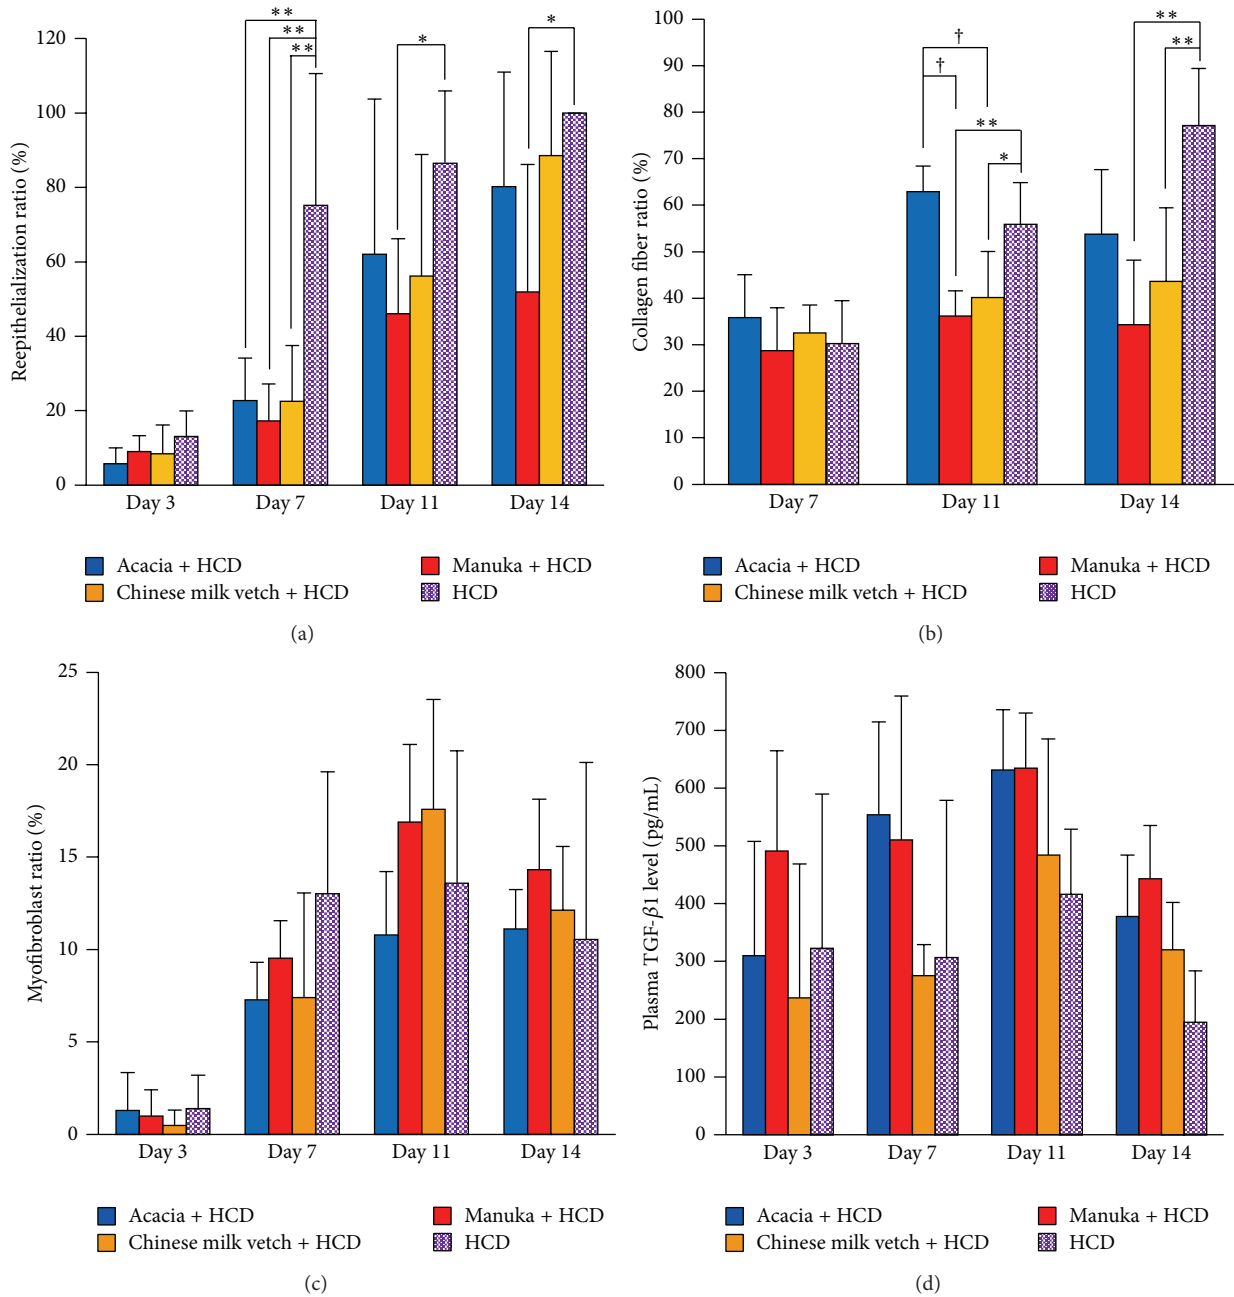 ∗∗
∗∗
∗∗
∗
∗
Reepithelialization ratio (%)
120
100
80
60
40
20
0
Day 3 Day 7 Day 11 Day 14
Acacia + HCD Manuka + HCD
Chinese milk vetch + HCD HCD
(a)
†
†
∗∗
∗
∗∗
∗∗
Collagen fiber ratio (%)
100
90
80
70
60
50
40
30
20
10
0
Day 7 Day 11 Day 14
Acacia + HCD Manuka + HCD
Chinese milk vetch + HCD HCD
(b)
Myofibroblast ratio (%)
25
20
15
10
5
0
Day 3 Day 7 Day 11 Day 14
Acacia + HCD Manuka + HCD
Chinese milk vetch + HCD HCD
(c)
Plasma TGF-β1 level (pg/mL)
800
700
600
500
400
300
200
100
0
Day 3 Day 7 Day 11 Day 14
Acacia + HCD Manuka + HCD
Chinese milk vetch + HCD HCD
(d)